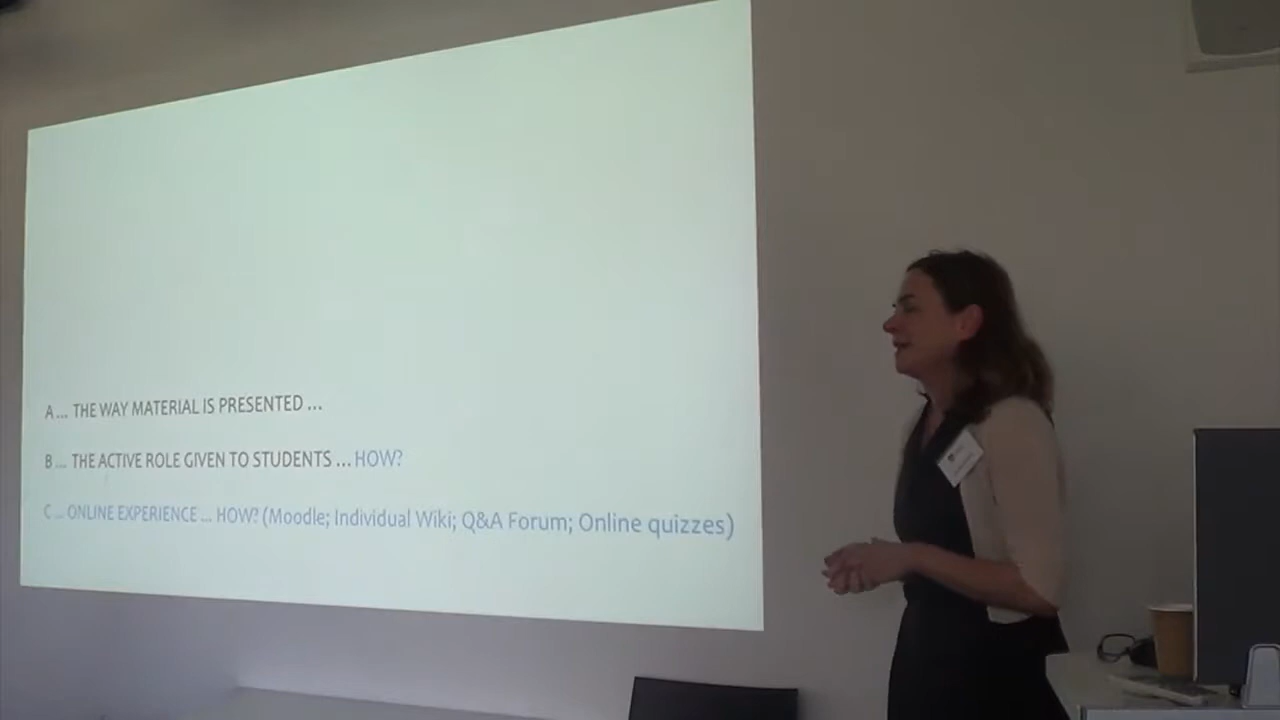 A ... THE WAY MATERIAL IS PRESENTED ...
B ... THE ACTIVE ROLE GIVEN TO STUDENTS ... HOW?
C ... ONLINE EXPERIENCE ... HOW? (Moodle; Individual Wiki; Q&A Forum; Online quizzes)